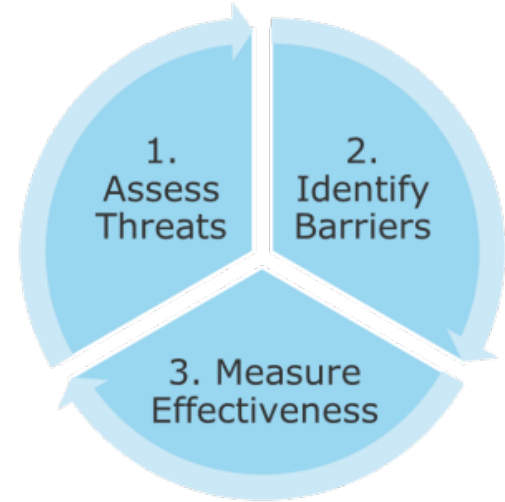 1.
Assess
Threats
2.
Identify
Barriers
3. Measure
Effectiveness